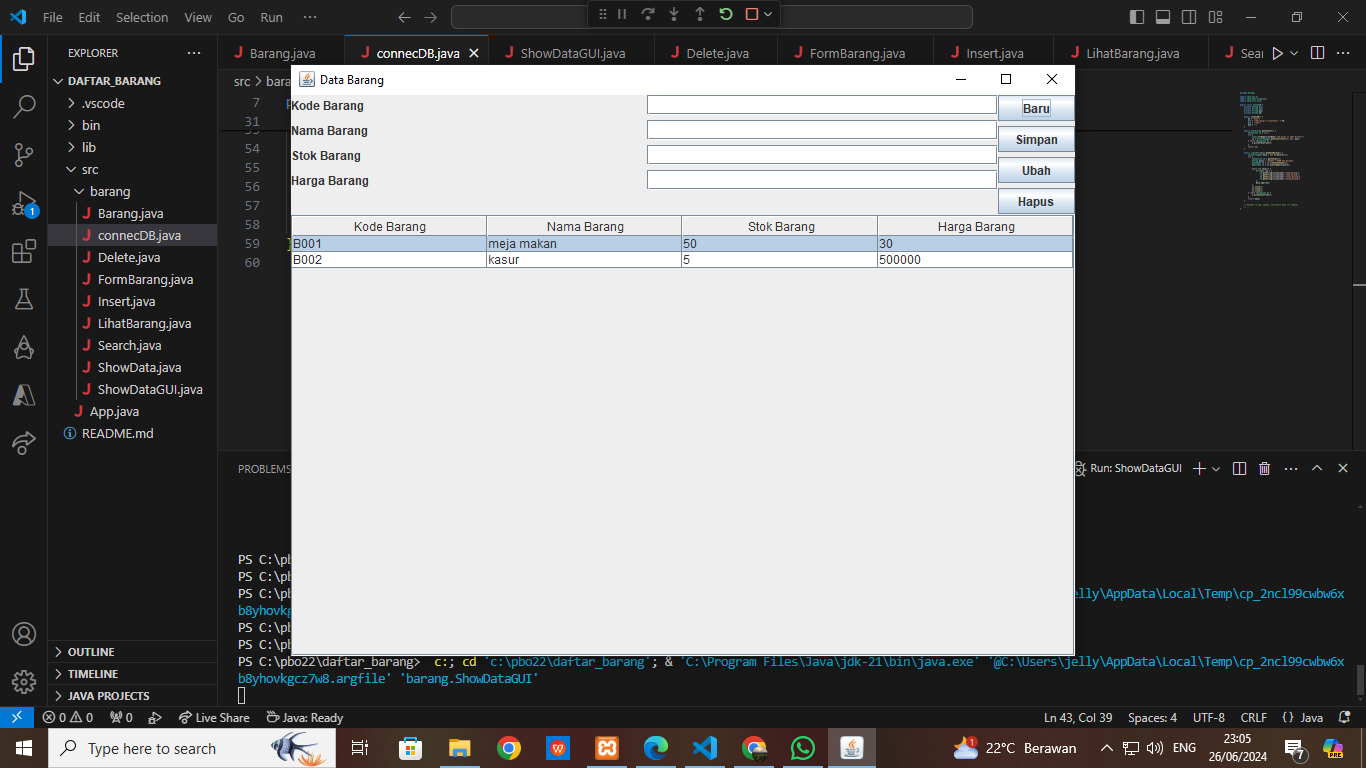 File Edit Selection View Go Run ···
EXPLORER ···
DAFTAR_BARANG
.vscode
bin
lib
src
barang
Barang.java
connecDB.java
Delete.java
FormBarang.java
Insert.java
LihatBarang.java
Search.java
ShowData.java
ShowDataGUI.java
App.java
README.md
OUTLINE
TIMELINE
JAVA PROJECTS
Barang.java connecDB.java ShowDataGUI.java Delete.java FormBarang.java Insert.java LihatBarang.java
src > bara
7
31
54
55
56
57
58
59
60
Data Barang
Kode Barang Baru
Nama Barang Simpan
Stok Barang Ubah
Harga Barang Hapus
Kode Barang Nama Barang Stok Barang Harga Barang
B001 meja makan 50 30
B002 kasur 5 500000
PROBLEMS Run: ShowDataGUI
PS C:\pb
PS C:\pb
PS C:\pb elly\AppData\Local\Temp\cp_2ncl99cwbw6x
b8yhovkg
PS C:\pb
PS C:\pb
PS C:\pbo22\daftar_barang> c:; cd 'c:\pbo22\daftar_barang'; & 'C:\Program Files\Java\jdk-21\bin\java.exe' '@C:\Users\jelly\AppData\Local\Temp\cp_2ncl99cwbw6x
b8yhovkgcz7w8.argfile' 'barang.ShowDataGUI'
0 0 0 Live Share Java: Ready Ln 43, Col 39 Spaces: 4 UTF-8 CRLF {} Java
Type here to search 1 22°C Berawan ENG 23:05 7
26/06/2024